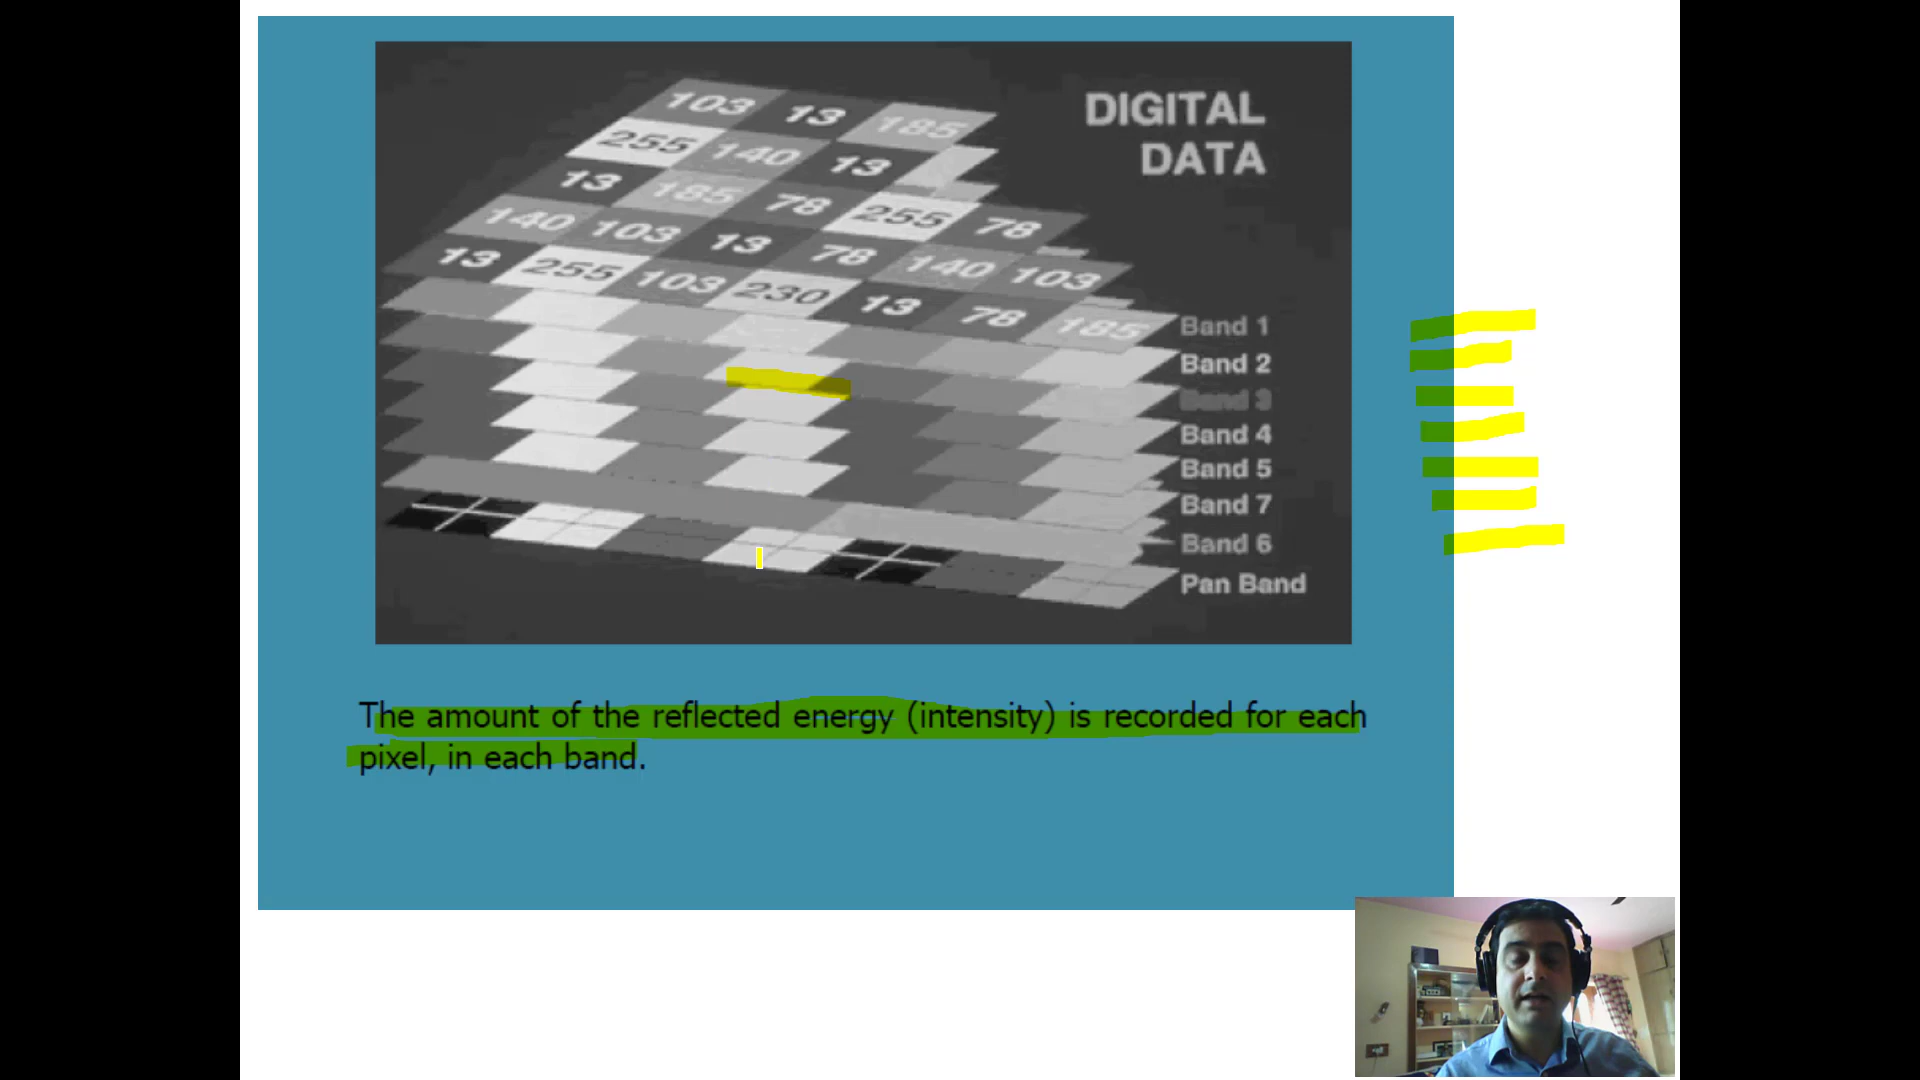 DIGITAL
DATA
103 13 185
255 140 13
13 185 78 255 78
140 103 13 78 140 103
13 255 103 230 13 78 185
Band 1
Band 2
Band 3
Band 4
Band 5
Band 7
Band 6
Pan Band
The amount of the reflected energy (intensity) is recorded for each
pixel, in each band.